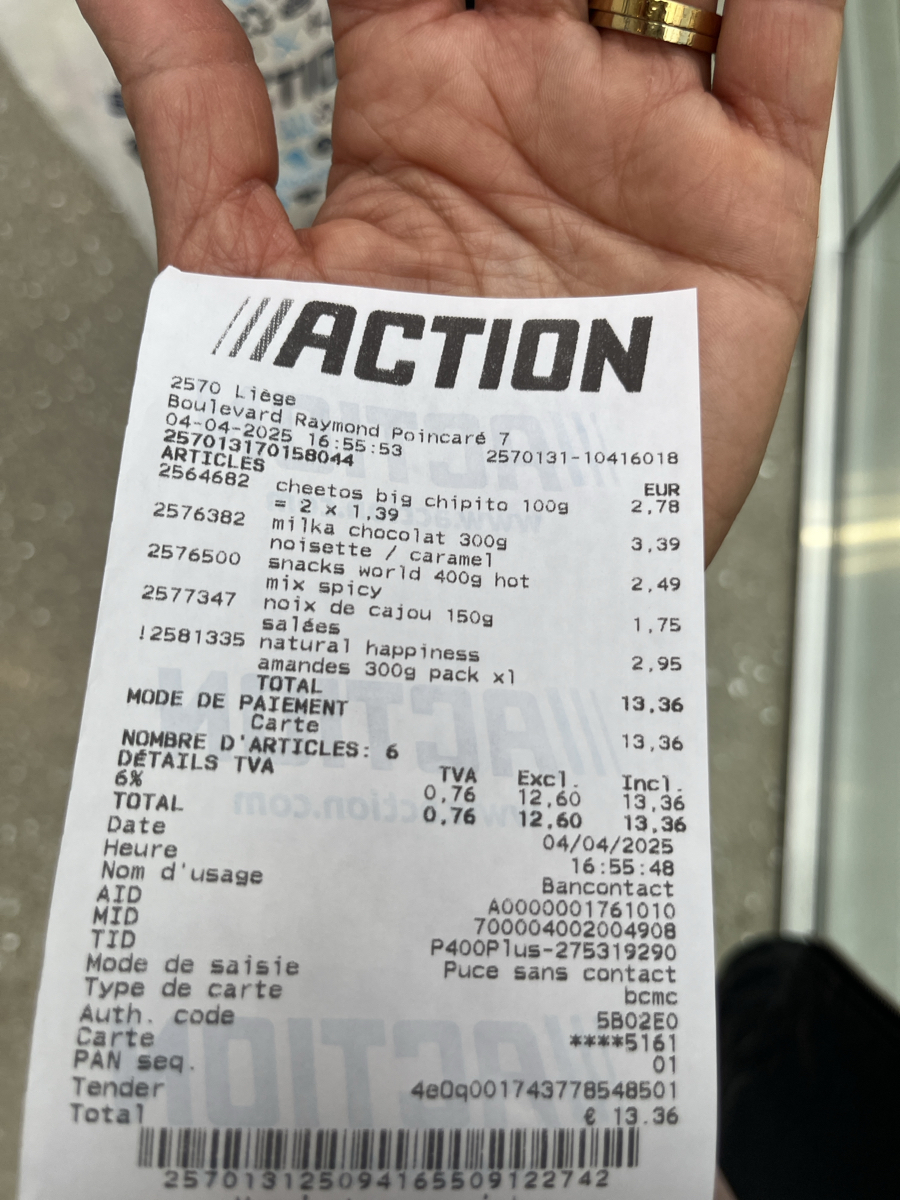 ///ACTION
2570 Liège
Boulevard Raymond Poincaré 7
04-04-2025 16:55:53 2570131-10416018
257013170158044
ARTICLES EUR
2564682 cheetos big chipito 100g 2,78
= 2 x 1,39
2576382 milka chocolat 300g 3,39
noisette / caramel
2576500 snacks world 400g hot 2,49
mix spicy
2577347 noix de cajou 150g 1,75
salées
!2581335 natural happiness 2,95
amandes 300g pack xl
TOTAL 13,36
MODE DE PAIEMENT
Carte 13,36
NOMBRE D'ARTICLES: 6
DÉTAILS TVA TVA Excl. Incl.
6% 0,76 12,60 13,36
TOTAL 0,76 12,60 13,36
Date 04/04/2025
Heure 16:55:48
Nom d'usage Bancontact
AID A0000001761010
MID 700004002004908
TID P400Plus-275319290
Mode de saisie Puce sans contact
Type de carte bcmc
Auth. code 5B02E0
Carte ****5161
PAN seq. 01
Tender 4e0q001743778548501
Total € 13.36
257013125094165509122742